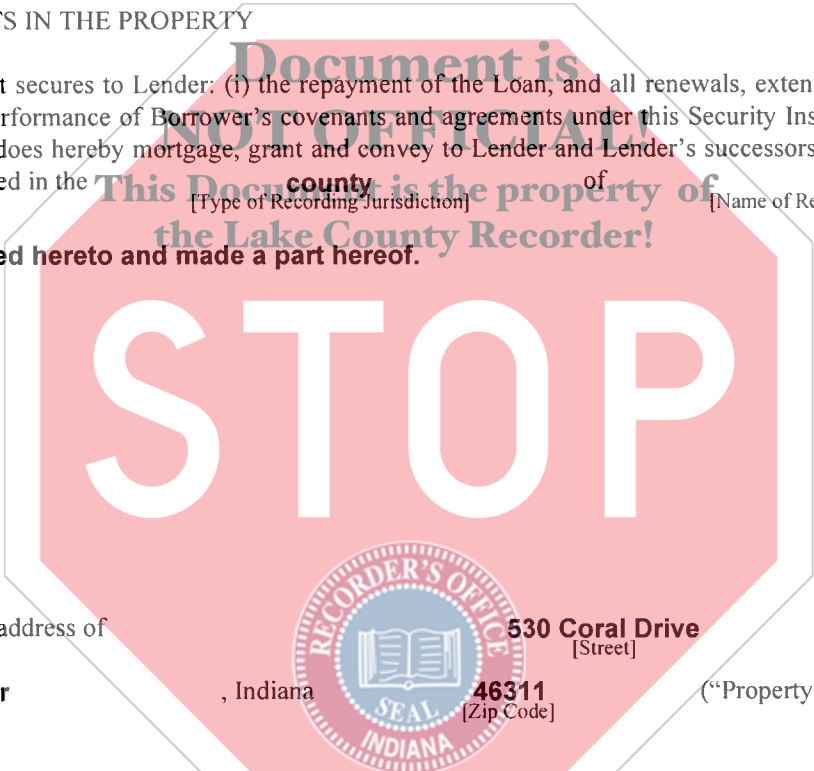 TS IN THE PROPERTY
Document is
t secures to Lender: (i) the repayment of the Loan, and all renewals, exten
rformance of Borrower's covenants and agreements under this Security Ins
NOT OFFICIAL!
does hereby mortgage, grant and convey to Lender and Lender's successors
ed in the county of
This Document is the property of
[Type of Recording Jurisdiction] [Name of Re
the Lake County Recorder!
ed hereto and made a part hereof.
STOP
RECORDER'S OFFICE
address of 530 Coral Drive
[Street]
r , Indiana 46311 ("Property
[Zip Code]
SEAL
INDIANA